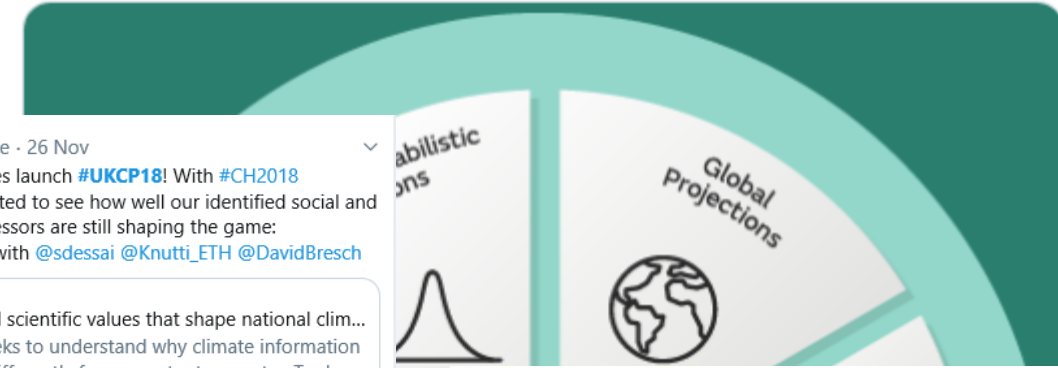 e · 26 Nov
es launch #UKCP18! With #CH2018
ted to see how well our identified social and
essors are still shaping the game:
with @sdessai @Knutti_ETH @DavidBresch
l scientific values that shape national clim...
eks to understand why climate information
abilistic
ons
Global
Projections